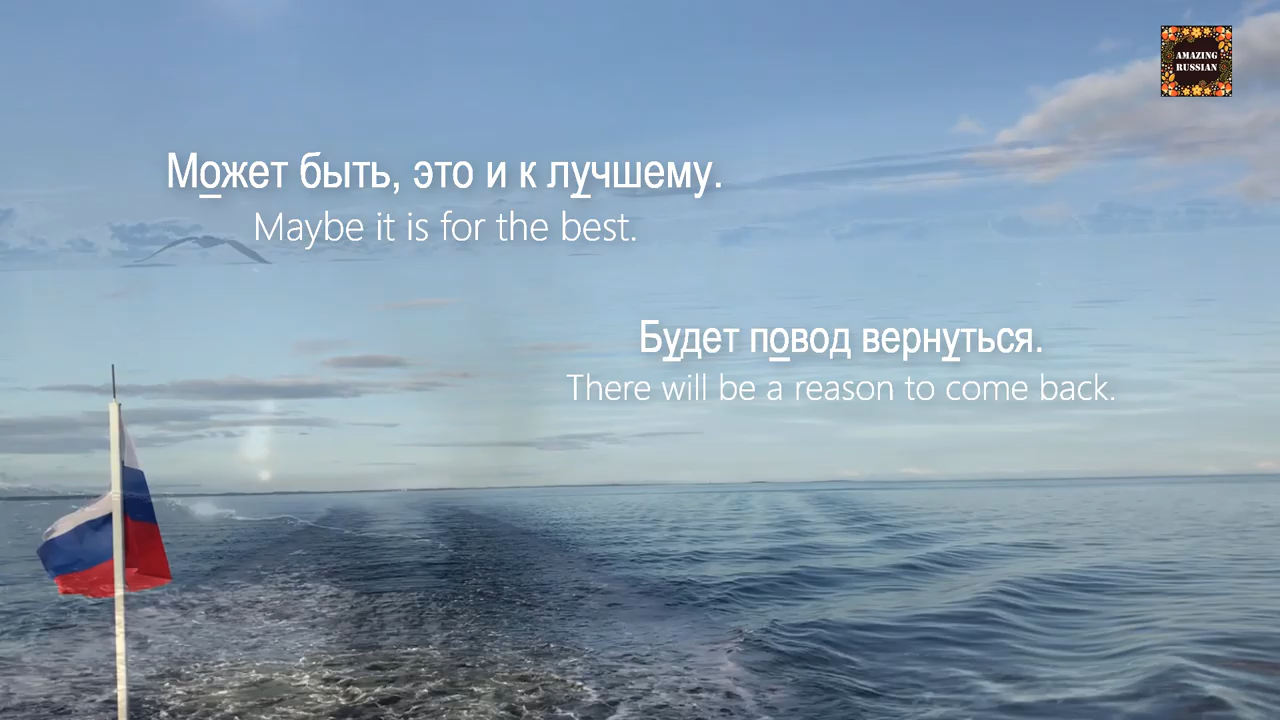 AMAZING
RUSSIAN
Может быть, это и к лучшему.
Maybe it is for the best.
Будет повод вернуться.
There will be a reason to come back.